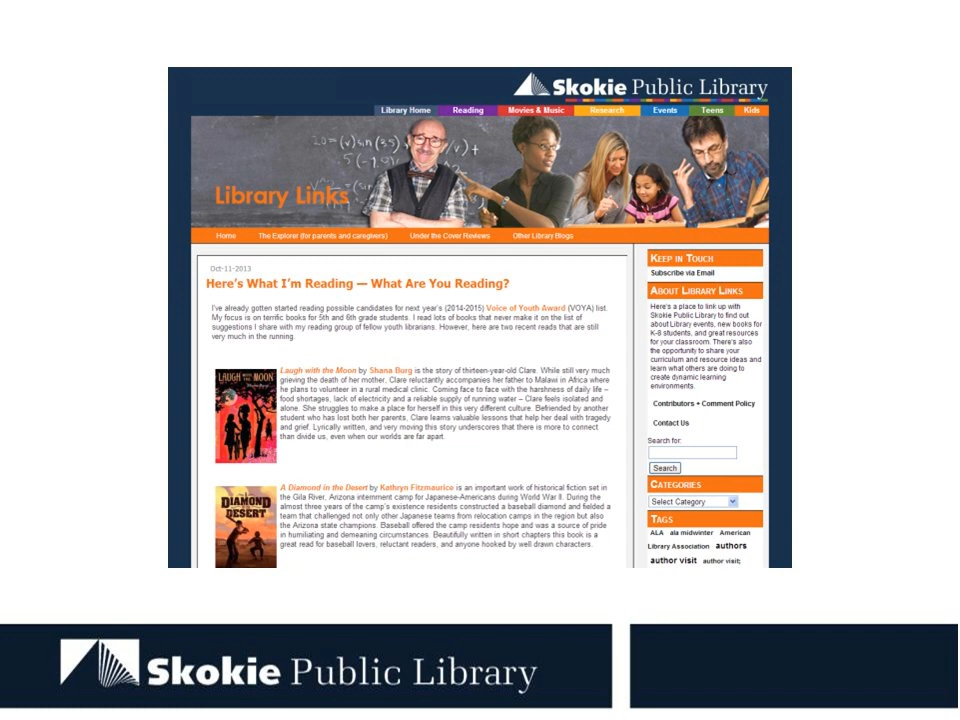 Skokie Public Library
Library Home Reading Movies & Music Research Events Teens Kids
Library Links
Home The Explorer (for parents and caregivers) Under the Cover Reviews Other Library Blogs
Oct-11-2013
Here's What I'm Reading — What Are You Reading?
I've already gotten started reading possible candidates for next year's (2014-2015) Voice of Youth Award (VOYA) list.
My focus is on terrific books for 5th and 6th grade students. I read lots of books that never make it on the list of
suggestions I share with my reading group of fellow youth librarians. However, here are two recent reads that are still
very much in the running.
LAUGH WITH THE MOON
Laugh with the Moon by Shana Burg is the story of thirteen-year-old Clare. While still very much
grieving the death of her mother, Clare reluctantly accompanies her father to Malawi in Africa where
he plans to volunteer in a rural medical clinic. Coming face to face with the harshness of daily life –
food shortages, lack of electricity and a reliable supply of running water – Clare feels isolated and
alone. She struggles to make a place for herself in this very different culture. Befriended by another
student who has lost both her parents, Clare learns valuable lessons that help her deal with tragedy
and grief. Lyrically written, and very moving this story underscores that there is more to connect
than divide us, even when our worlds are far apart.
A DIAMOND
IN THE
DESERT
A Diamond in the Desert by Kathryn Fitzmaurice is an important work of historical fiction set in
the Gila River, Arizona internment camp for Japanese-Americans during World War II. During the
almost three years of the camp's existence residents constructed a baseball diamond and fielded a
team that challenged not only other Japanese teams from relocation camps in the region but also
the Arizona state champions. Baseball offered the camp residents hope and was a source of pride
in humiliating and demeaning circumstances. Beautifully written in short chapters this book is a
great read for baseball lovers, reluctant readers, and anyone hooked by well drawn characters.
Keep in Touch
Subscribe via Email
About Library Links
Here's a place to link up with
Skokie Public Library to find out
about Library events, new books for
K-8 students, and great resources
for your classroom. There's also
the opportunity to share your
curriculum and resource ideas and
learn what others are doing to
create dynamic learning
environments.
Contributors + Comment Policy
Contact Us
Search for:
Search
Categories
Select Category
Tags
ALA ala midwinter American
Library Association authors
author visit author visit;
Skokie Public Library